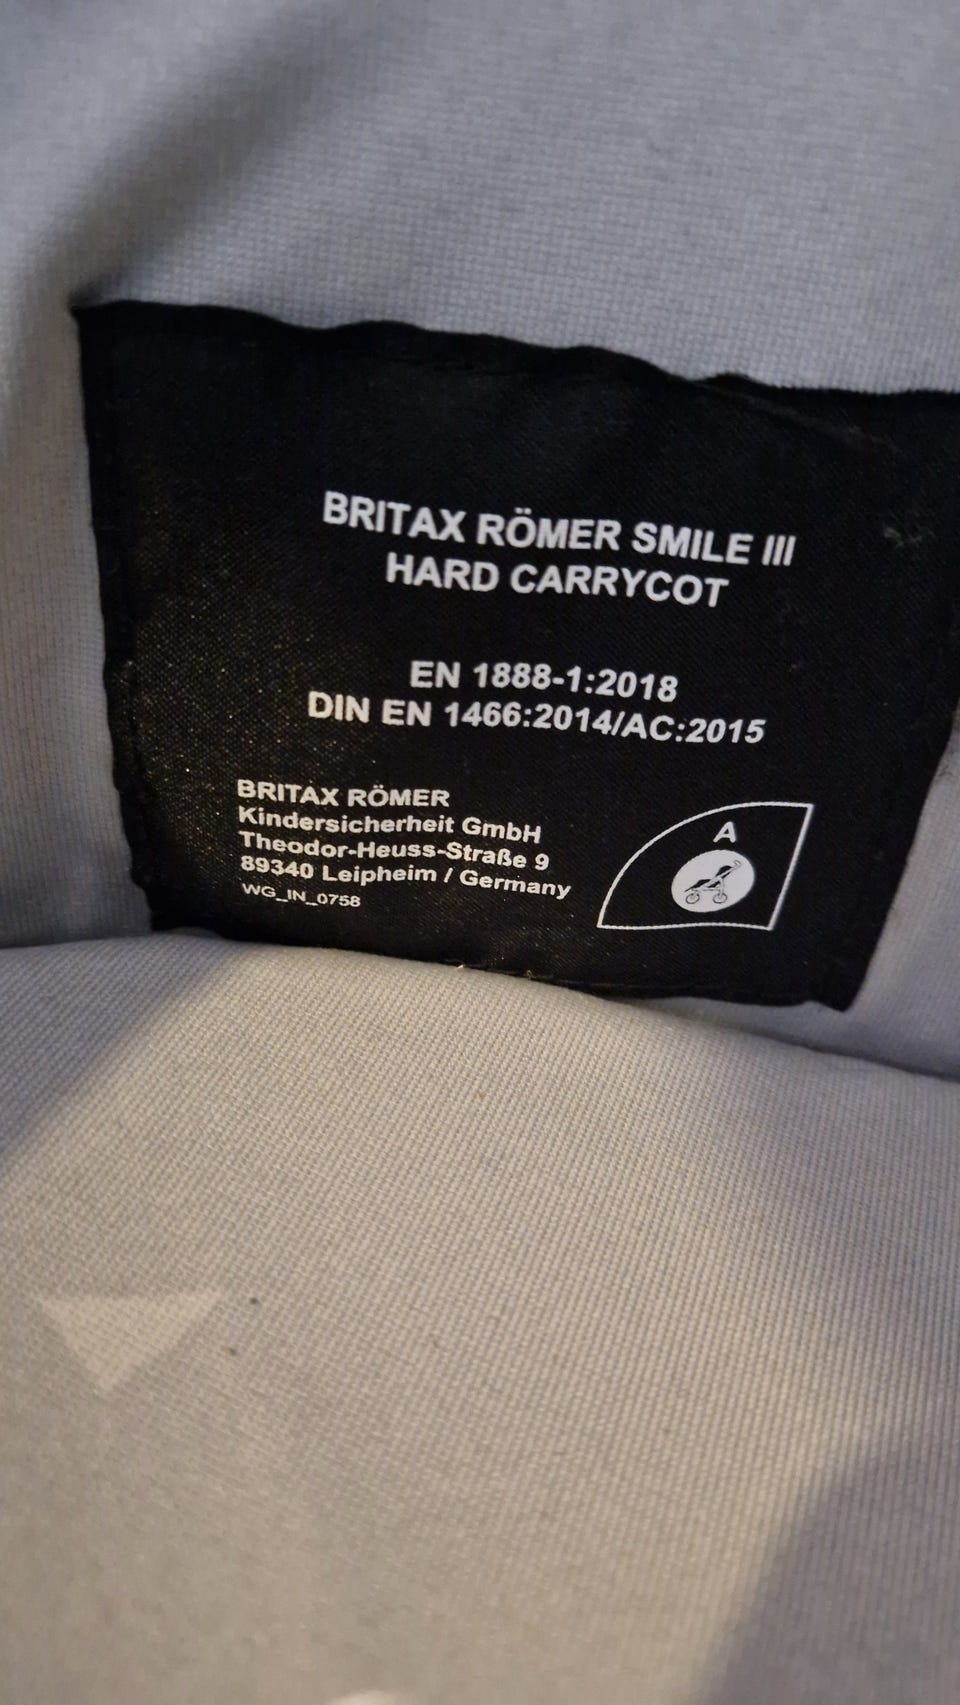 BRITAX RÖMER SMILE III
HARD CARRYCOT
EN 1888-1:2018
DIN EN 1466:2014/AC:2015
BRITAX RÖMER
Kindersicherheit GmbH
Theodor-Heuss-Straße 9
89340 Leipheim / Germany
WG_IN_0758
A